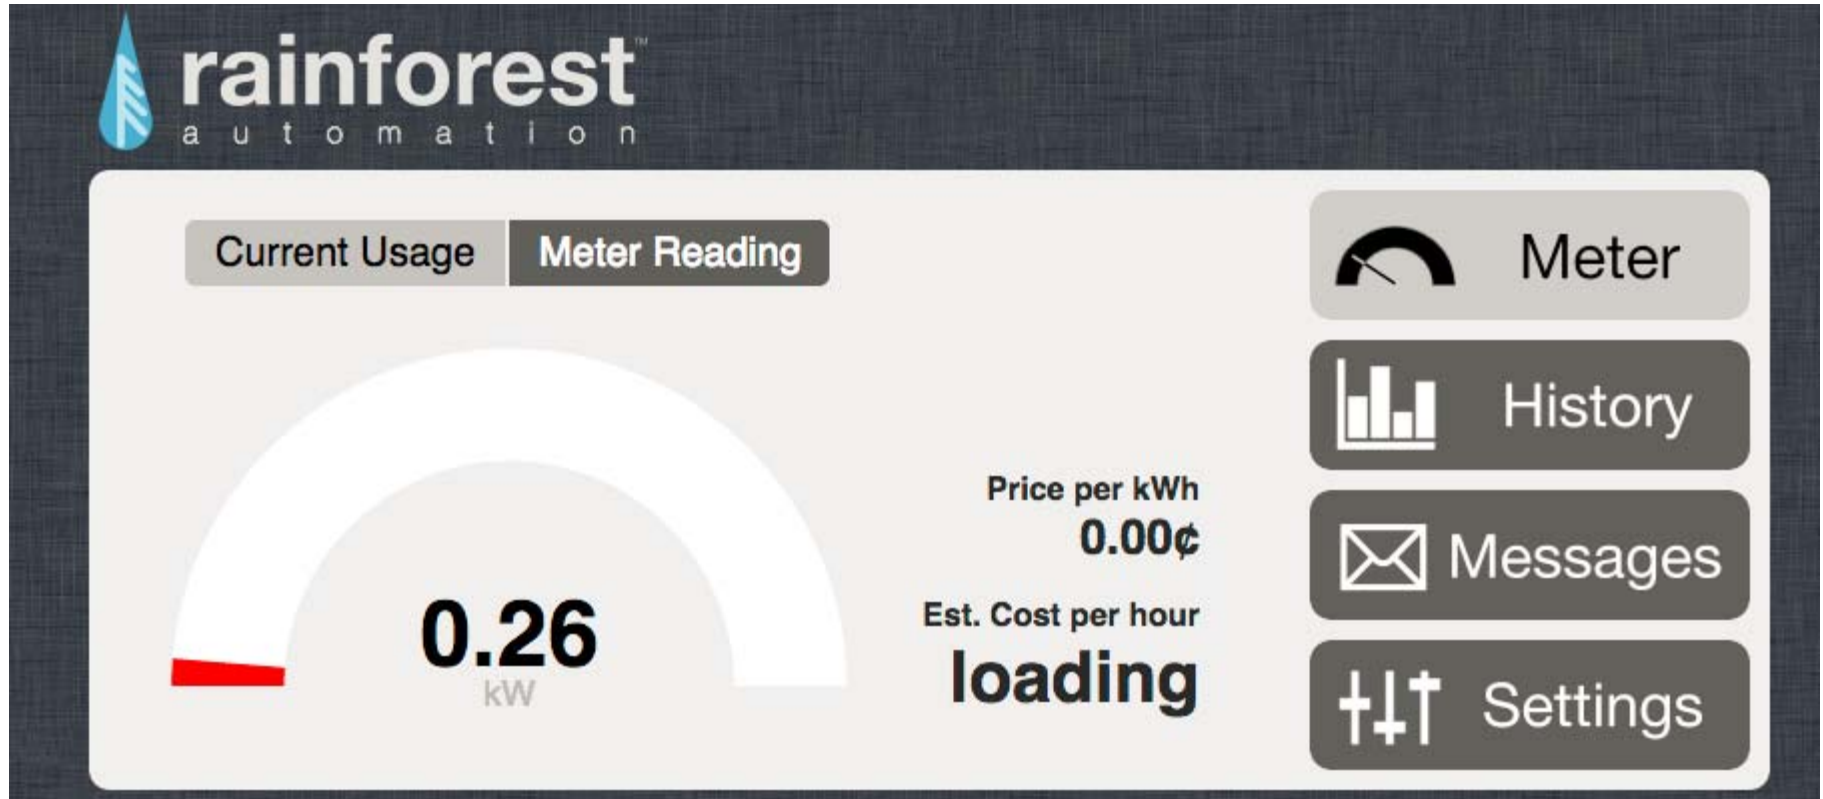 rainforest™
automation
Current Usage
Meter Reading
Meter
History
Price per kWh
0.00¢
Messages
0.26
kW
Est. Cost per hour
loading
Settings